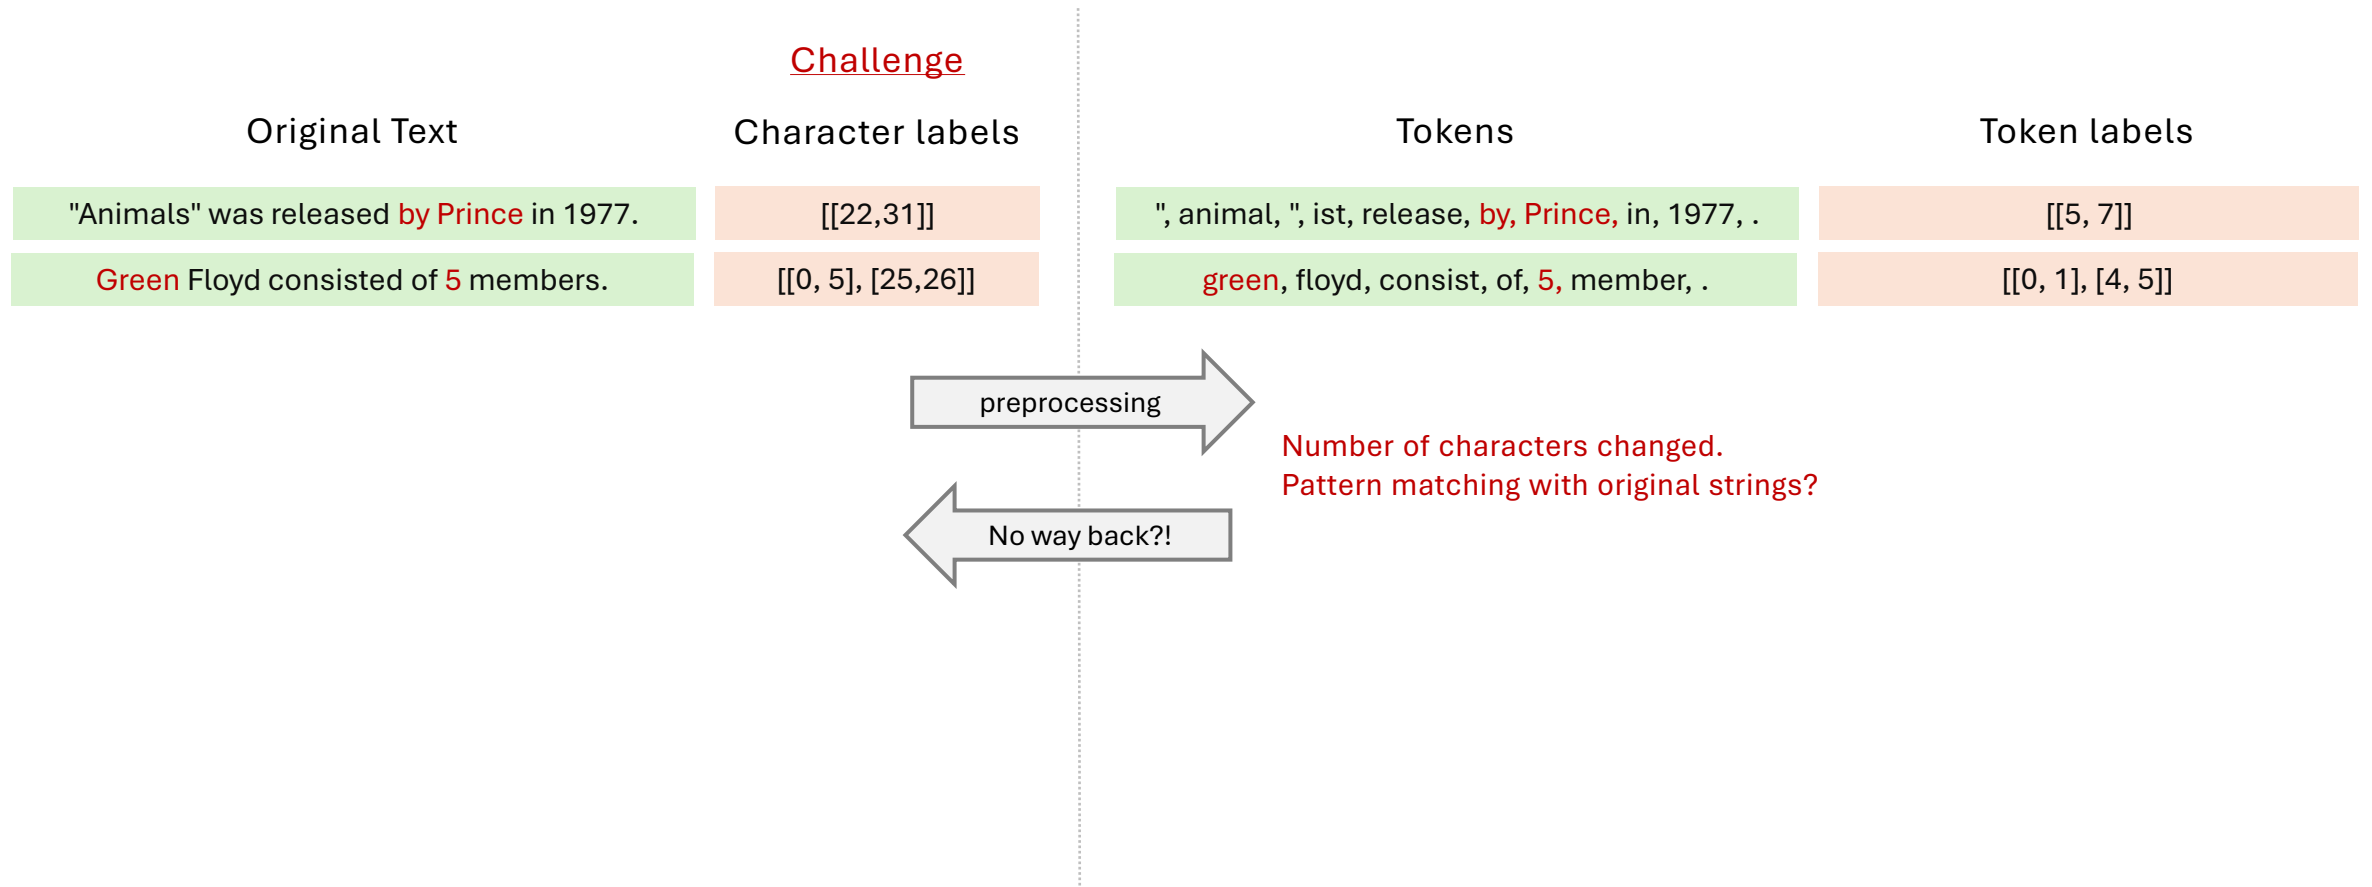 Challenge
Original Text
Character labels
Tokens
Token labels
"Animals" was released by Prince in 1977.
[[22,31]]
", animal, ", ist, release, by, Prince, in, 1977, .
[[5, 7]]
Green Floyd consisted of 5 members.
[[0, 5], [25,26]]
green, floyd, consist, of, 5, member, .
[[0, 1], [4, 5]]
preprocessing
Number of characters changed.
Pattern matching with original strings?
No way back?!